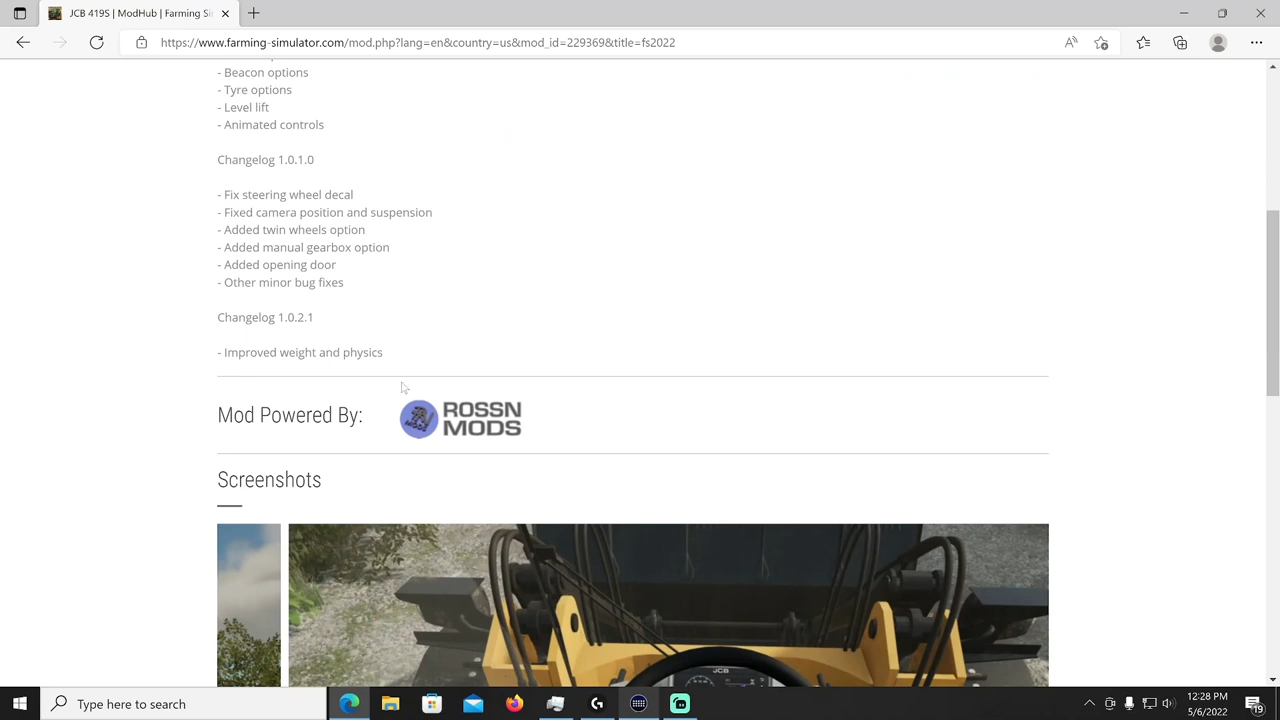 JCB 419S | ModHub | Farming Si
https://www.farming-simulator.com/mod.php?lang=en&country=us&mod_id=229369&title=fs2022
- Beacon options
- Tyre options
- Level lift
- Animated controls
Changelog 1.0.1.0
- Fix steering wheel decal
- Fixed camera position and suspension
- Added twin wheels option
- Added manual gearbox option
- Added opening door
- Other minor bug fixes
Changelog 1.0.2.1
- Improved weight and physics
Mod Powered By:
ROSSN
MODS
Screenshots
JCB
Type here to search
12:28 PM
5/6/2022
19